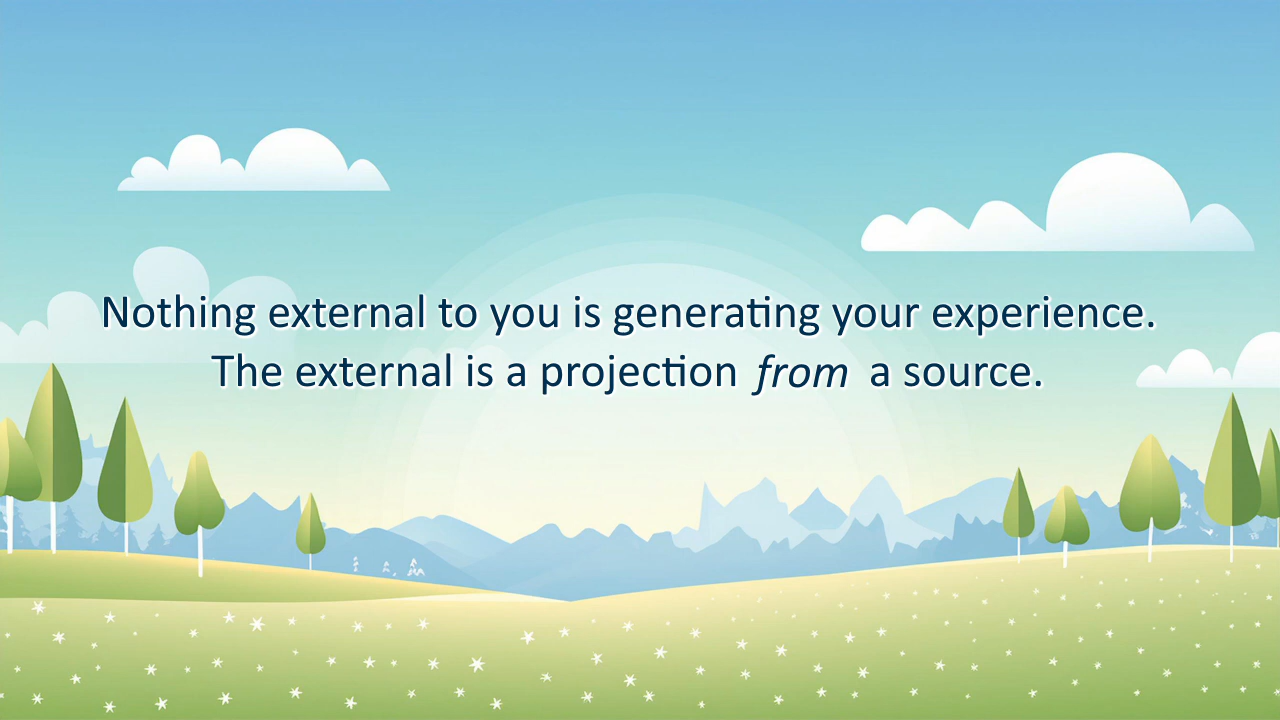 Nothing external to you is generating your experience.
The external is a projection from a source.